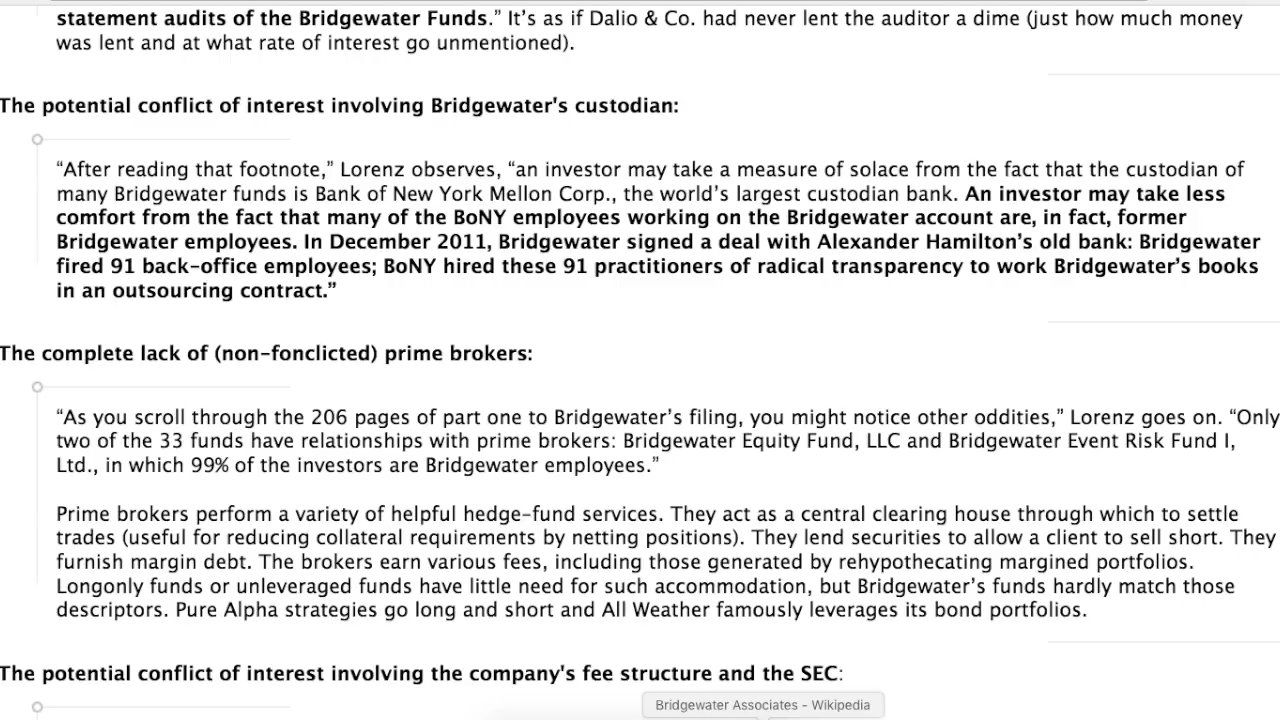 statement audits of the Bridgewater Funds.” It’s as if Dalio & Co. had never lent the auditor a dime (just how much money
was lent and at what rate of interest go unmentioned).
The potential conflict of interest involving Bridgewater's custodian:
“After reading that footnote,” Lorenz observes, “an investor may take a measure of solace from the fact that the custodian of
many Bridgewater funds is Bank of New York Mellon Corp., the world’s largest custodian bank. An investor may take less
comfort from the fact that many of the BoNY employees working on the Bridgewater account are, in fact, former
Bridgewater employees. In December 2011, Bridgewater signed a deal with Alexander Hamilton’s old bank: Bridgewater
fired 91 back-office employees; BoNY hired these 91 practitioners of radical transparency to work Bridgewater’s books
in an outsourcing contract.”
The complete lack of (non-fonclicted) prime brokers:
“As you scroll through the 206 pages of part one to Bridgewater’s filing, you might notice other oddities,” Lorenz goes on. “Only
two of the 33 funds have relationships with prime brokers: Bridgewater Equity Fund, LLC and Bridgewater Event Risk Fund I,
Ltd., in which 99% of the investors are Bridgewater employees.”
Prime brokers perform a variety of helpful hedge-fund services. They act as a central clearing house through which to settle
trades (useful for reducing collateral requirements by netting positions). They lend securities to allow a client to sell short. They
furnish margin debt. The brokers earn various fees, including those generated by rehypothecating margined portfolios.
Longonly funds or unleveraged funds have little need for such accommodation, but Bridgewater’s funds hardly match those
descriptors. Pure Alpha strategies go long and short and All Weather famously leverages its bond portfolios.
The potential conflict of interest involving the company's fee structure and the SEC:
Bridgewater Associates - Wikipedia